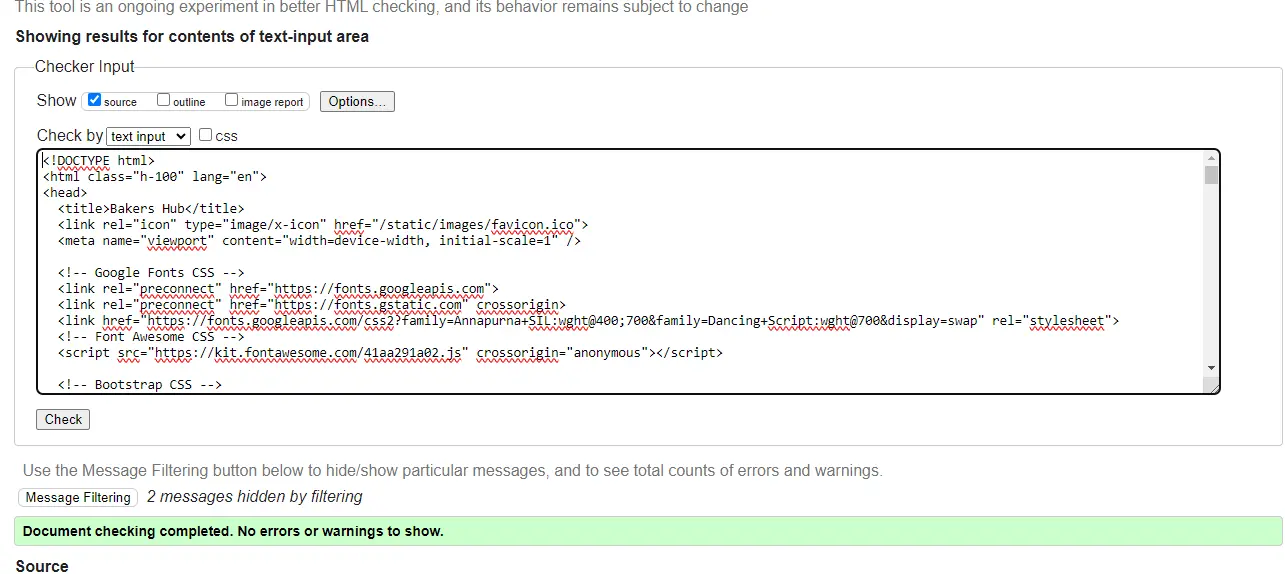 This tool is an ongoing experiment in better HTML checking, and its behavior remains subject to change
Showing results for contents of text-input area
Checker Input
Show source outline image report Options...
Check by text input css
<!DOCTYPE html>
<html class="h-100" lang="en">
<head>
  <title>Bakers Hub</title>
  <link rel="icon" type="image/x-icon" href="/static/images/favicon.ico">
  <meta name="viewport" content="width=device-width, initial-scale=1" />
  <!-- Google Fonts CSS -->
  <link rel="preconnect" href="https://fonts.googleapis.com">
  <link rel="preconnect" href="https://fonts.gstatic.com" crossorigin>
  <link href="https://fonts.googleapis.com/css2?family=Annapurna+SIL:wght@400;700&family=Dancing+Script:wght@700&display=swap" rel="stylesheet">
  <!-- Font Awesome CSS -->
  <script src="https://kit.fontawesome.com/41aa291a02.js" crossorigin="anonymous"></script>
  <!-- Bootstrap CSS -->
Check
Use the Message Filtering button below to hide/show particular messages, and to see total counts of errors and warnings.
Message Filtering 2 messages hidden by filtering
Document checking completed. No errors or warnings to show.
Source